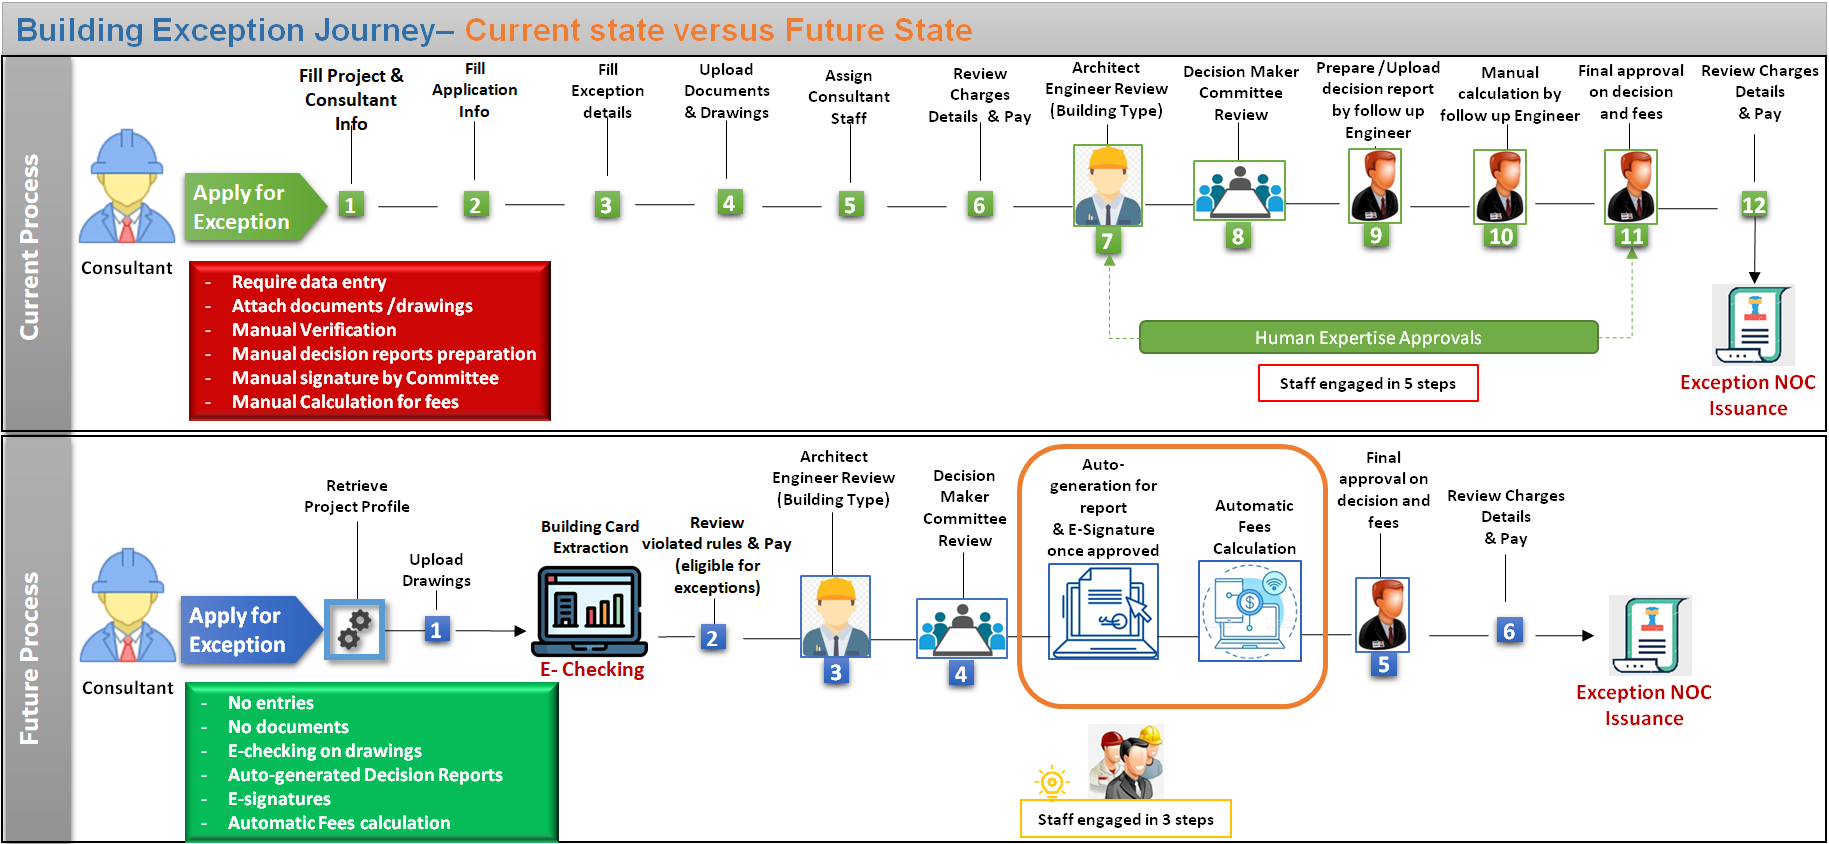 Building Exception Journey– Current state versus Future State
Current Process
Fill Project &
Consultant
Info
Fill
Application
Info
Fill
Exception
details
Upload
Documents
& Drawings
Assign
Consultant
Staff
Review
Charges
Details & Pay
Architect
Engineer Review
(Building Type)
Decision Maker
Committee
Review
Prepare /Upload
decision report
by follow up
Engineer
Manual
calculation by
follow up Engineer
Final approval
on decision
and fees
Review Charges
Details
& Pay
Consultant
Apply for
Exception
1
2
3
4
5
6
7
8
9
10
11
12
- Require data entry
- Attach documents /drawings
- Manual Verification
- Manual decision reports preparation
- Manual signature by Committee
- Manual Calculation for fees
Human Expertise Approvals
Staff engaged in 5 steps
Exception NOC
Issuance
Future Process
Consultant
Apply for
Exception
Retrieve
Project Profile
Upload
Drawings
1
Building Card
Extraction
E- Checking
Review
violated rules & Pay
(eligible for
exceptions)
2
Architect
Engineer Review
(Building Type)
3
Decision
Maker
Committee
Review
4
Auto-
generation for
report
& E-Signature
once approved
Automatic
Fees
Calculation
Final
approval on
decision and
fees
5
Review Charges
Details
& Pay
6
Exception NOC
Issuance
- No entries
- No documents
- E-checking on drawings
- Auto-generated Decision Reports
- E-signatures
- Automatic Fees calculation
Staff engaged in 3 steps